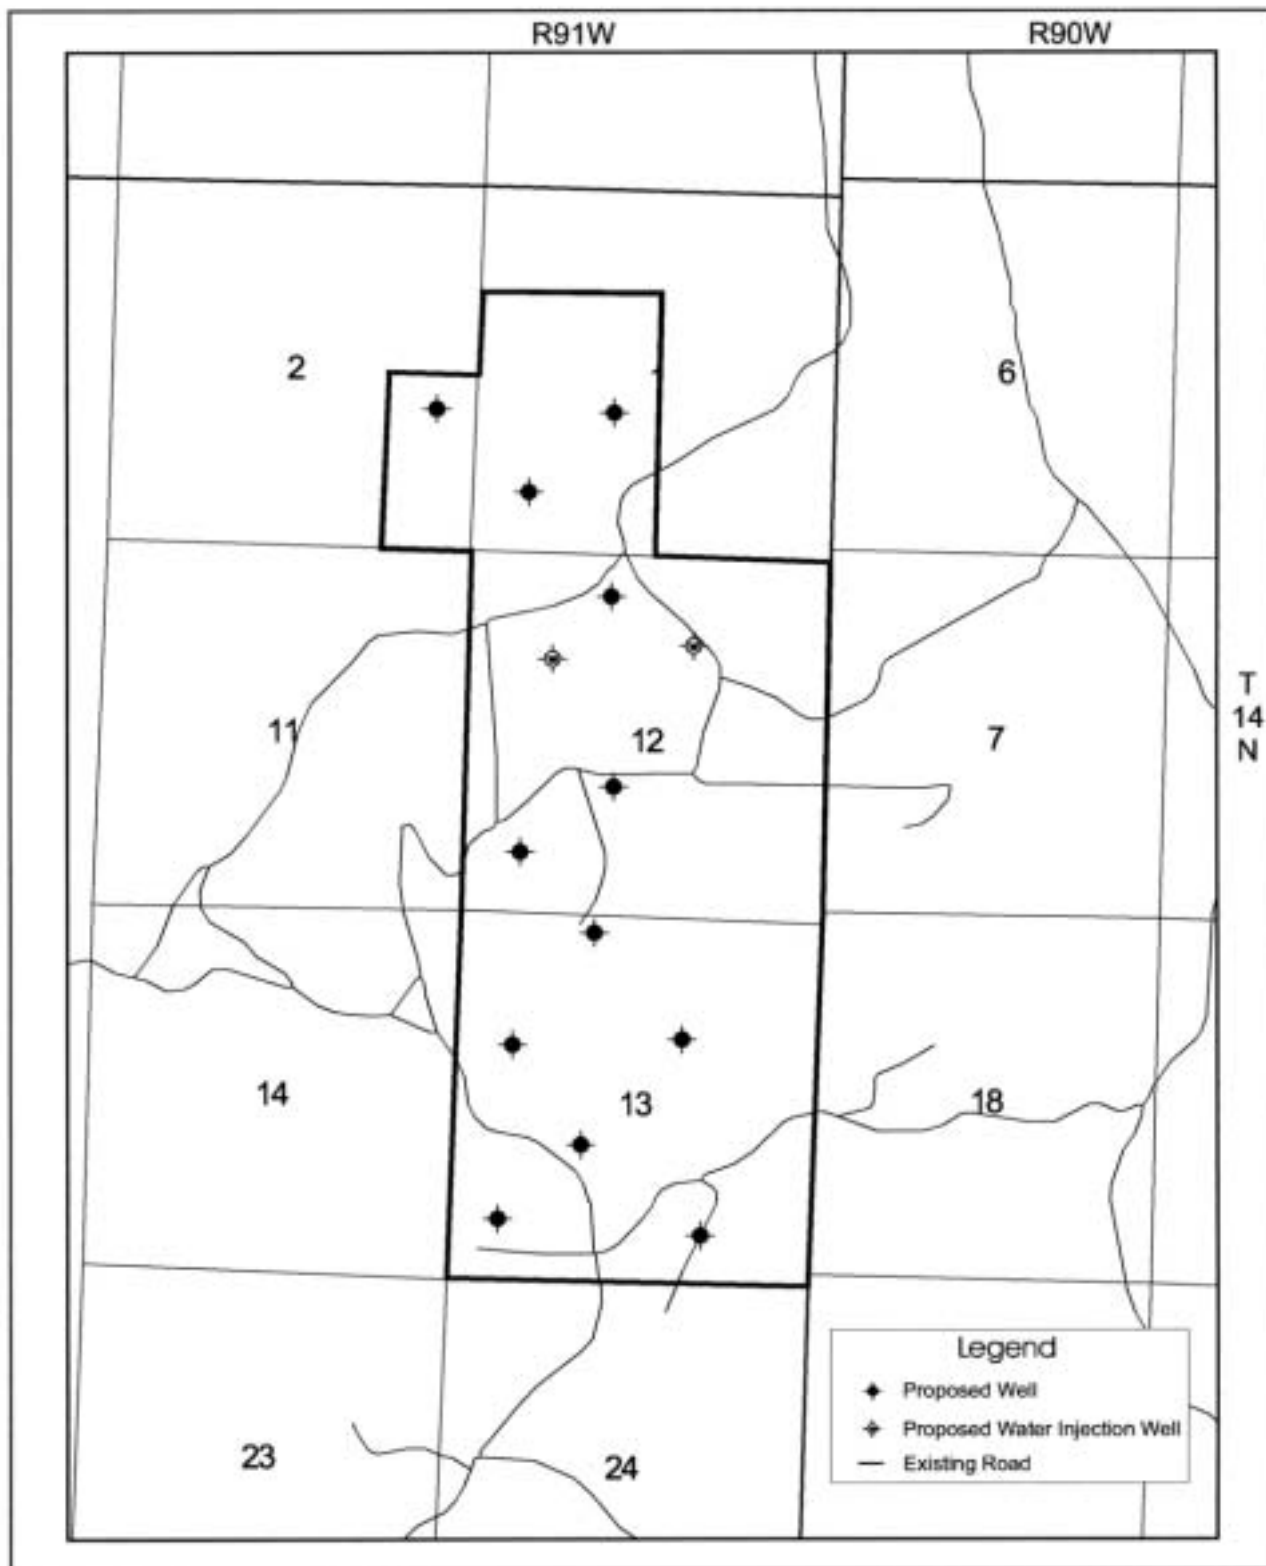 R91W R90W
2
6
T
14
N
11
12
7
14
13
18
Legend
Proposed Well
Proposed Water Injection Well
Existing Road
23
24